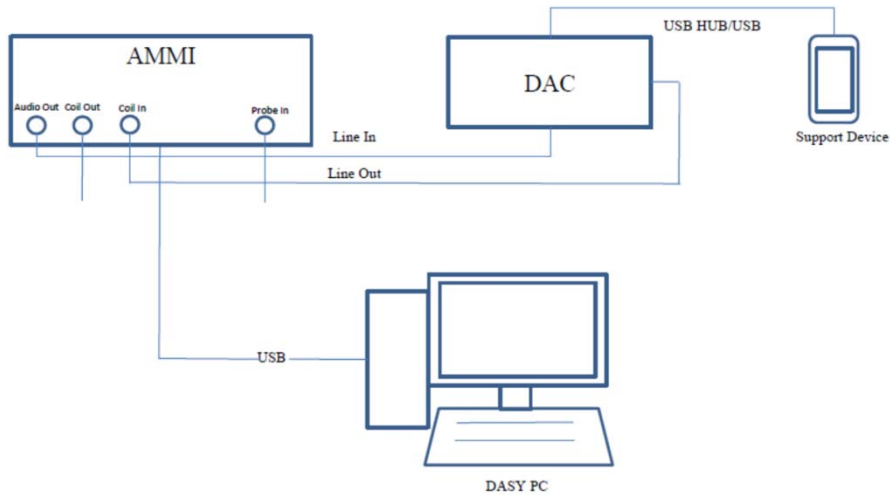 USB HUB/USB
AMMI
DAC
Audio Out Coil Out Coil In Probe In
Line In
Support Device
Line Out
USB
DASY PC